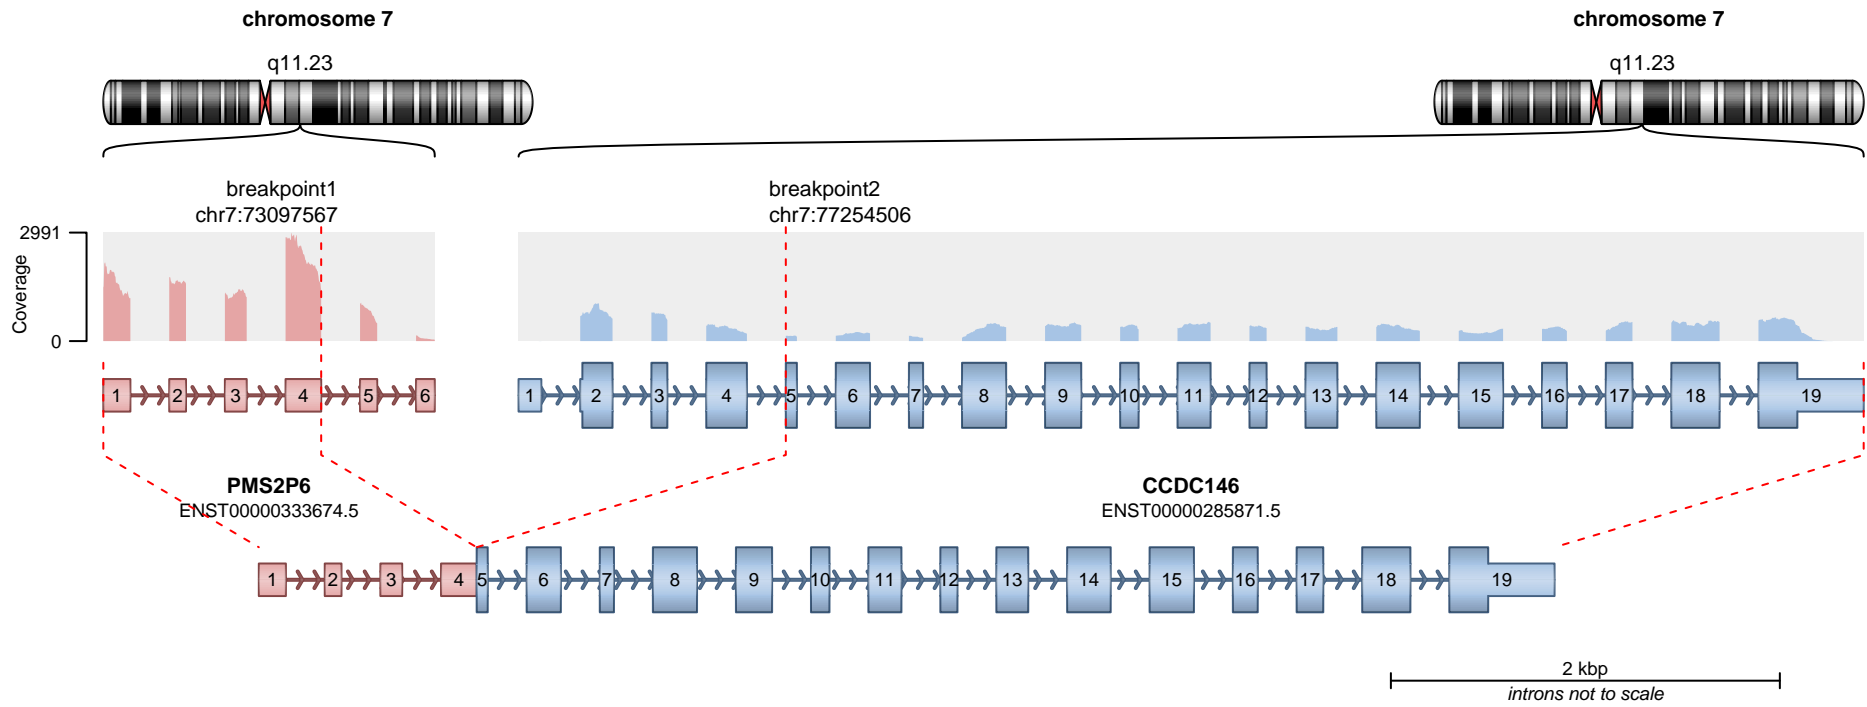 chromosome 7
chromosome 7
q11.23
q11.23
breakpoint1
chr7:73097567
breakpoint2
chr7:77254506
2991
Coverage
0
1 2 3 4 5 6
1 2 3 4 5 6 7 8 9 10 11 12 13 14 15 16 17 18 19
PMS2P6
ENST00000333674.5
CCDC146
ENST00000285871.5
1 2 3 4 5 6 7 8 9 10 11 12 13 14 15 16 17 18 19
2 kbp
introns not to scale